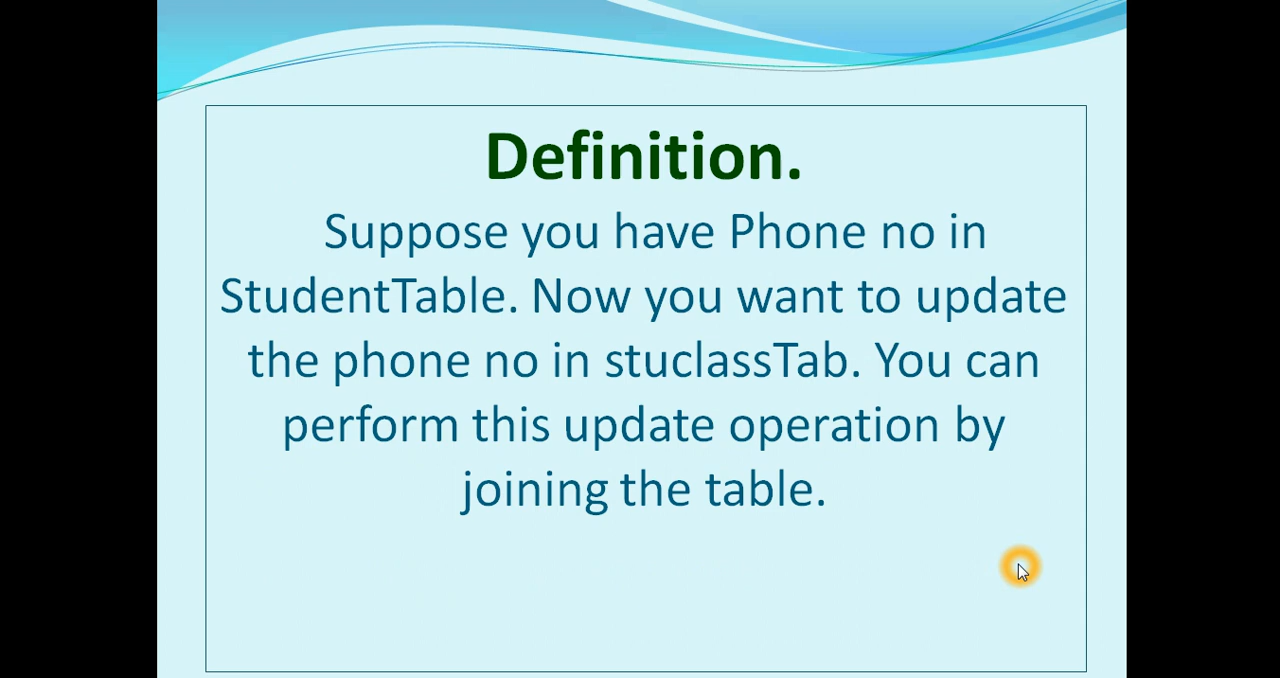 Definition.
Suppose you have Phone no in
StudentTable. Now you want to update
the phone no in stuclassTab. You can
perform this update operation by
joining the table.